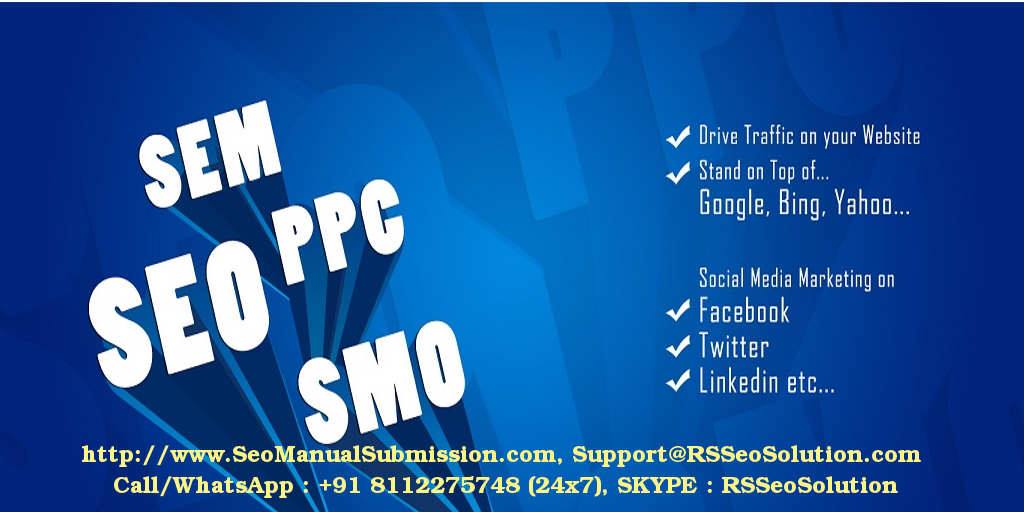 SEM
PPC
SEO
SMO
Drive Traffic on your Website
Stand on Top of...
Google, Bing, Yahoo...
Social Media Marketing on
Facebook
Twitter
Linkedin etc...
http://www.SeoManualSubmission.com, Support@RSSeoSolution.com
Call/WhatsApp : +91 8112275748 (24x7), SKYPE : RSSeoSolution